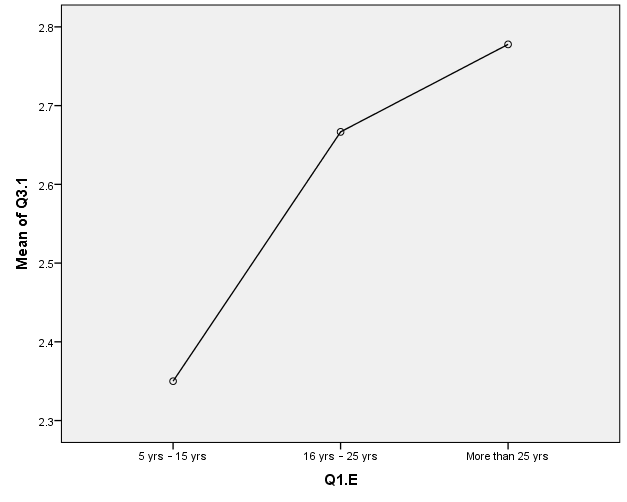 2.8
2.7
2.6
2.5
2.4
2.3
Mean of Q3.1
5 yrs - 15 yrs
16 yrs - 25 yrs
More than 25 yrs
Q1.E